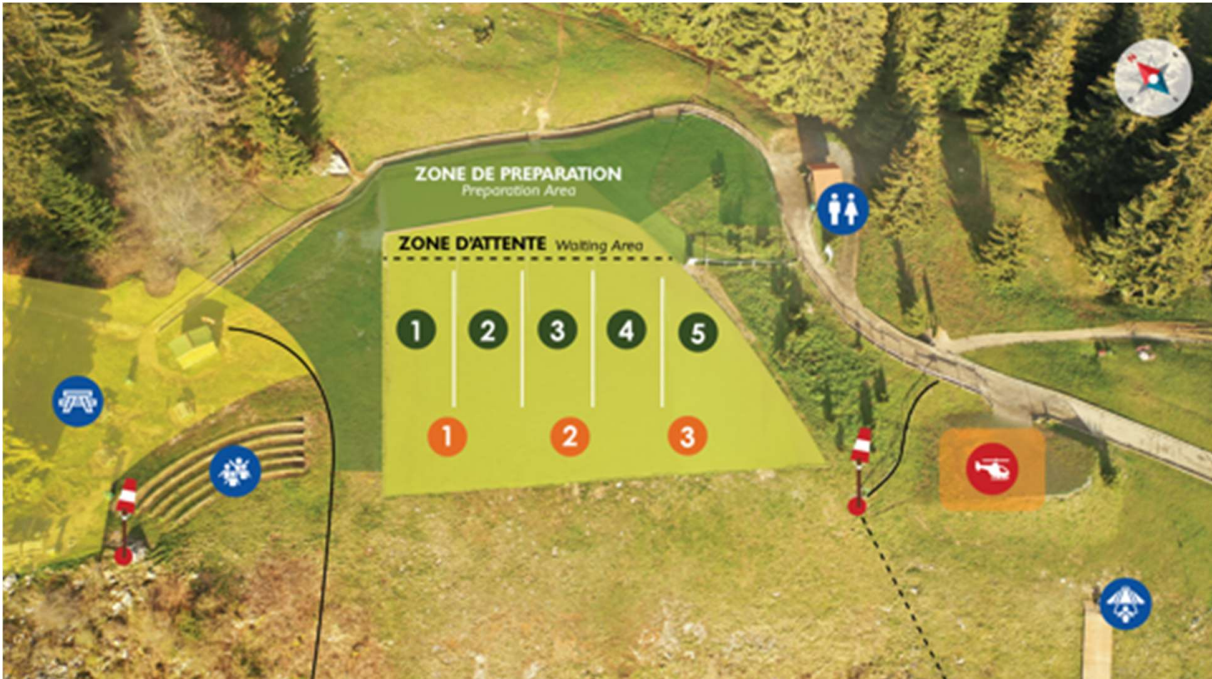 ZONE DE PREPARATION
Preparation Area
ZONE D'ATTENTE Waiting Area
1 2 3 4 5
1 2 3